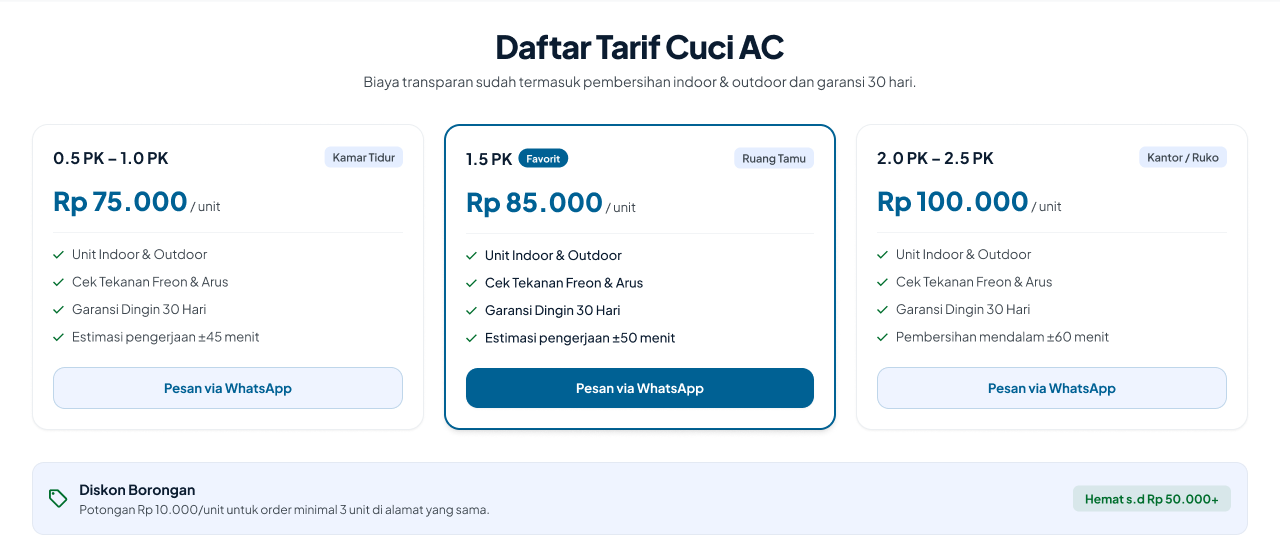 Daftar Tarif Cuci AC
Biaya transparan sudah termasuk pembersihan indoor & outdoor dan garansi 30 hari.
0.5 PK – 1.0 PK
Kamar Tidur
Rp 75.000 / unit
Unit Indoor & Outdoor
Cek Tekanan Freon & Arus
Garansi Dingin 30 Hari
Estimasi pengerjaan ±45 menit
Pesan via WhatsApp
1.5 PK
Favorit
Ruang Tamu
Rp 85.000 / unit
Unit Indoor & Outdoor
Cek Tekanan Freon & Arus
Garansi Dingin 30 Hari
Estimasi pengerjaan ±50 menit
Pesan via WhatsApp
2.0 PK – 2.5 PK
Kantor / Ruko
Rp 100.000 / unit
Unit Indoor & Outdoor
Cek Tekanan Freon & Arus
Garansi Dingin 30 Hari
Pembersihan mendalam ±60 menit
Pesan via WhatsApp
Diskon Borongan
Potongan Rp 10.000/unit untuk order minimal 3 unit di alamat yang sama.
Hemat s.d Rp 50.000+